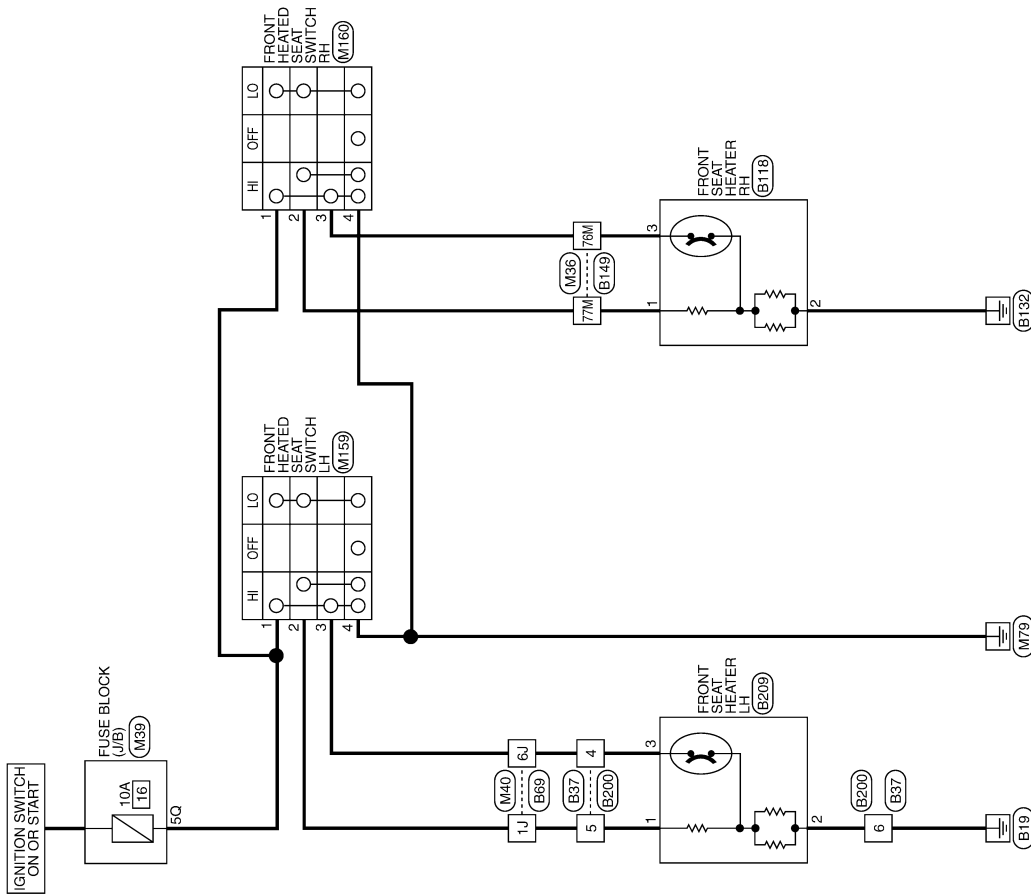 IGNITION SWITCH
ON OR START
FUSE BLOCK
(J/B)
M39
10A
16
5Q
FRONT
HEATED
SEAT
SWITCH
LH
M159
HI
OFF
LO
1
2
3
4
FRONT
HEATED
SEAT
SWITCH
RH
M160
HI
OFF
LO
1
2
3
4
1J
6J
M40
B69
5
4
B37
B200
77M
76M
M36
B149
1
3
FRONT
SEAT
HEATER
LH
B209
2
6
B200
B37
1
3
FRONT
SEAT
HEATER
RH
B118
2
B19
M79
B132